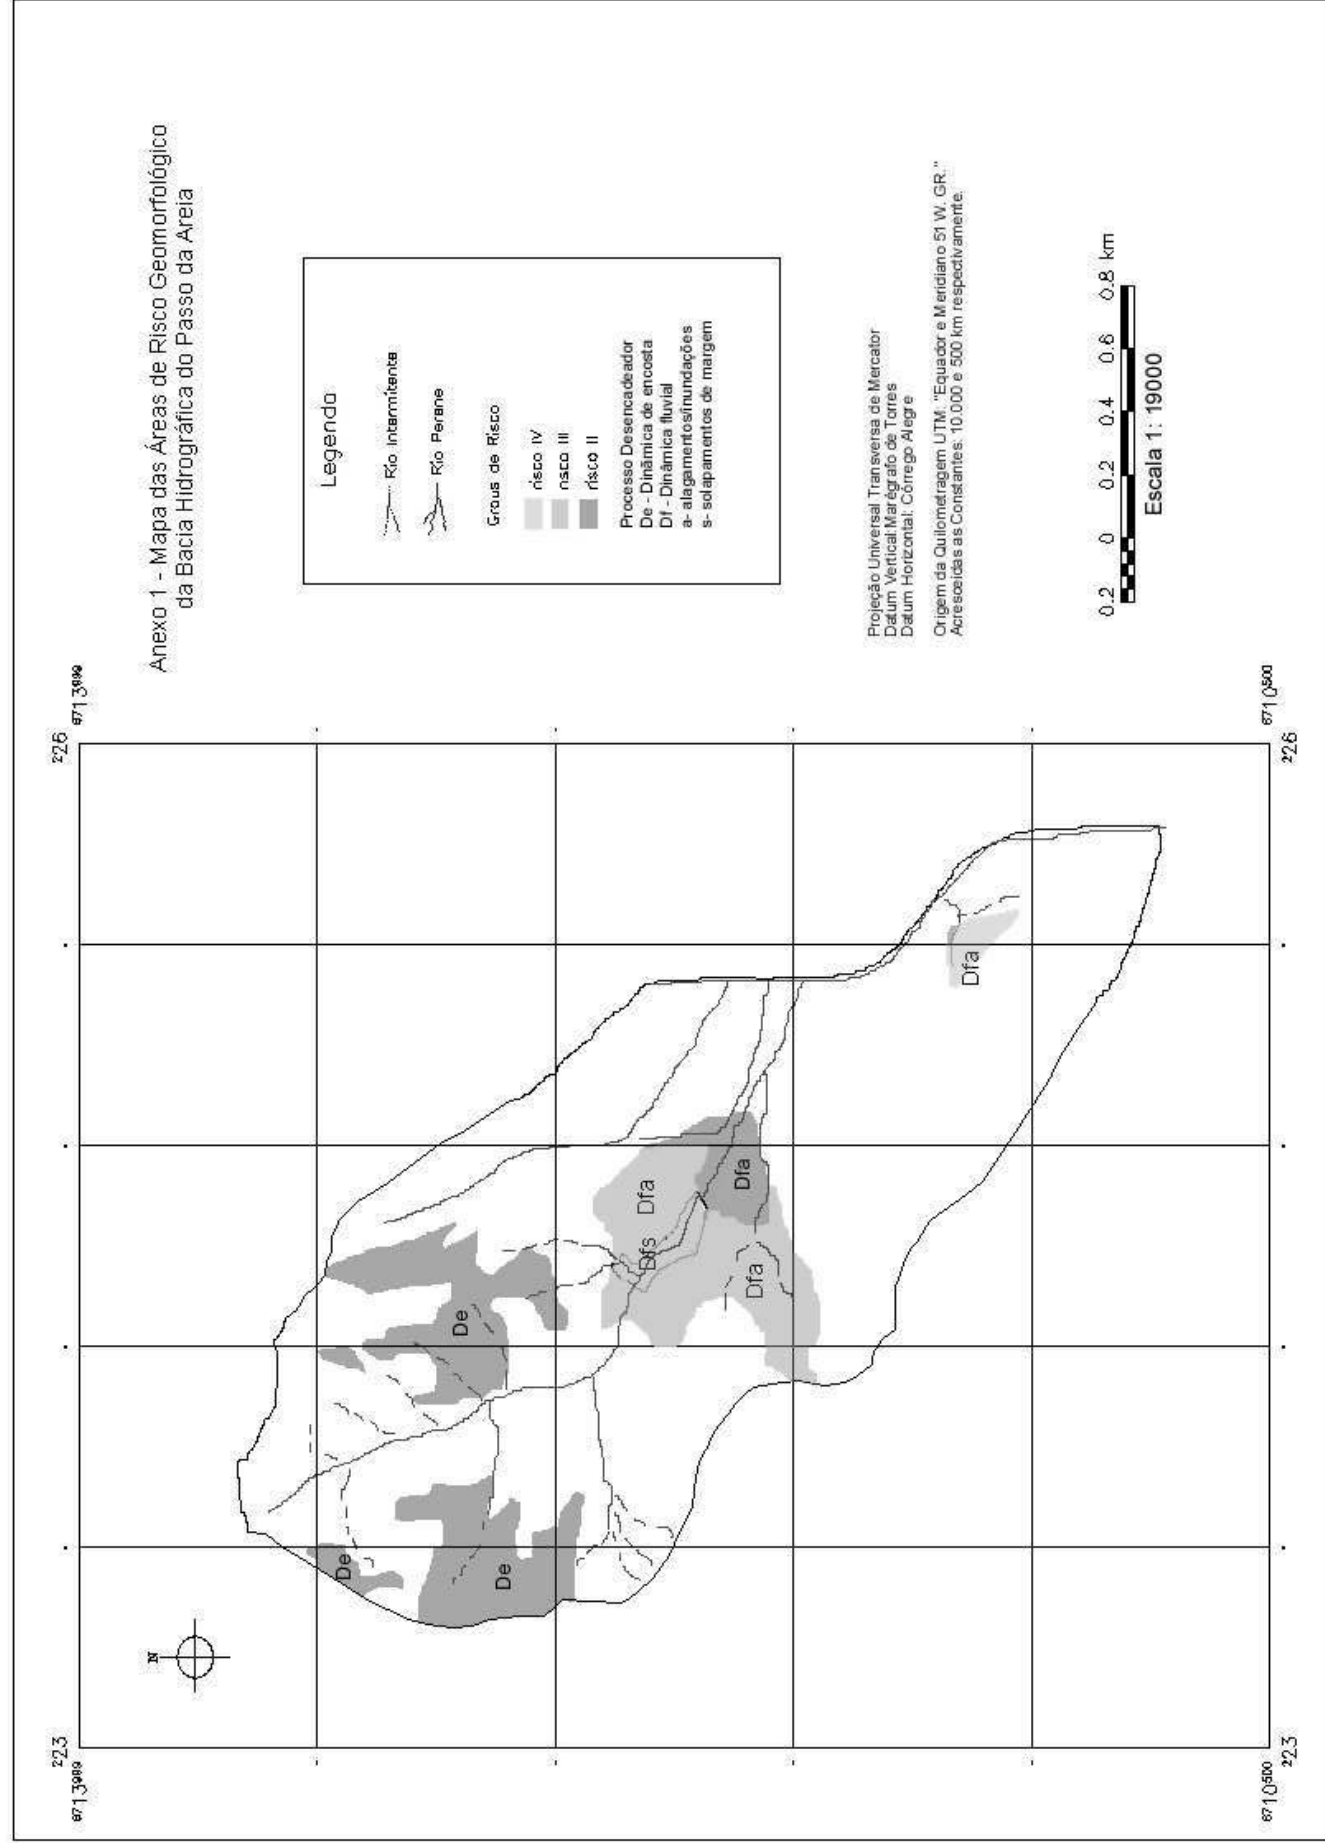 Anexo 1 - Mapa das Áreas de Risco Geomorfológico
da Bacia Hidrográfica do Passo da Areia
223
226
6713989
6713989
N
De
De
De
Dfa
Dfs
Dfa
Dfa
Dfa
6710500
6710500
223
226
Legenda
Rio Intermitente
Rio Perene
Graus de Risco
risco IV
risco III
risco II
Processo Desencadeador
De - Dinâmica de encosta
Df - Dinâmica fluvial
a- alagamentos/inundações
s- solapamentos de margem
Projeção Universal Transversa de Mercator
Datum Vertical:Marégrafo de Torres
Datum Horizontal: Córrego Alegre
Origem da Quilometragem UTM: "Equador e Meridiano 51 W. GR."
Acrescidas as Constantes: 10.000 e 500 km respectivamente.
0.2 0 0.2 0.4 0.6 0.8 km
Escala 1: 19000